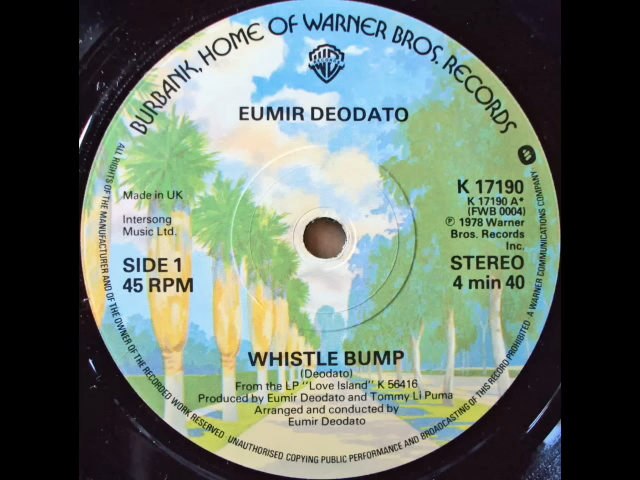 BURBANK, HOME OF WARNER BROS. RECORDS
EUMIR DEODATO
Made in UK
Intersong
Music Ltd.
SIDE 1
45 RPM
K 17190
K 17190 A*
(FWB 0004)
℗ 1978 Warner
Bros. Records
Inc.
STEREO
4 min 40
WHISTLE BUMP
(Deodato)
From the LP "Love Island" K 56416
Produced by Eumir Deodato and Tommy Li Puma
Arranged and conducted by
Eumir Deodato
ALL RIGHTS OF THE MANUFACTURER AND OF THE OWNER OF THE RECORDED WORK RESERVED UNAUTHORISED COPYING PUBLIC PERFORMANCE AND BROADCASTING OF THIS RECORD PROHIBITED · A WARNER COMMUNICATIONS COMPANY